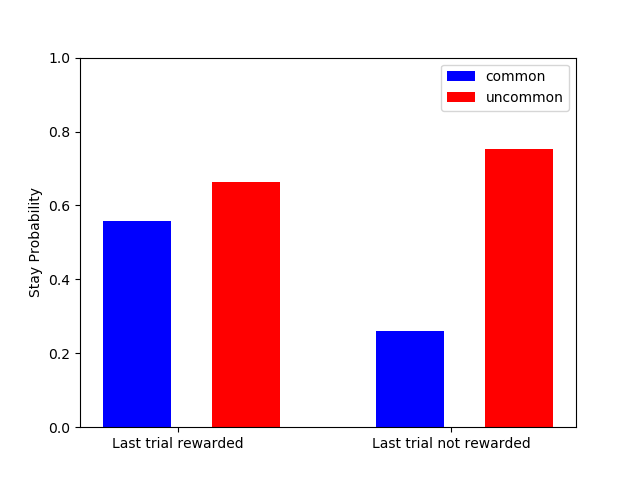 1.0
0.8
0.6
0.4
0.2
0.0
Stay Probability
common
uncommon
Last trial rewarded
Last trial not rewarded